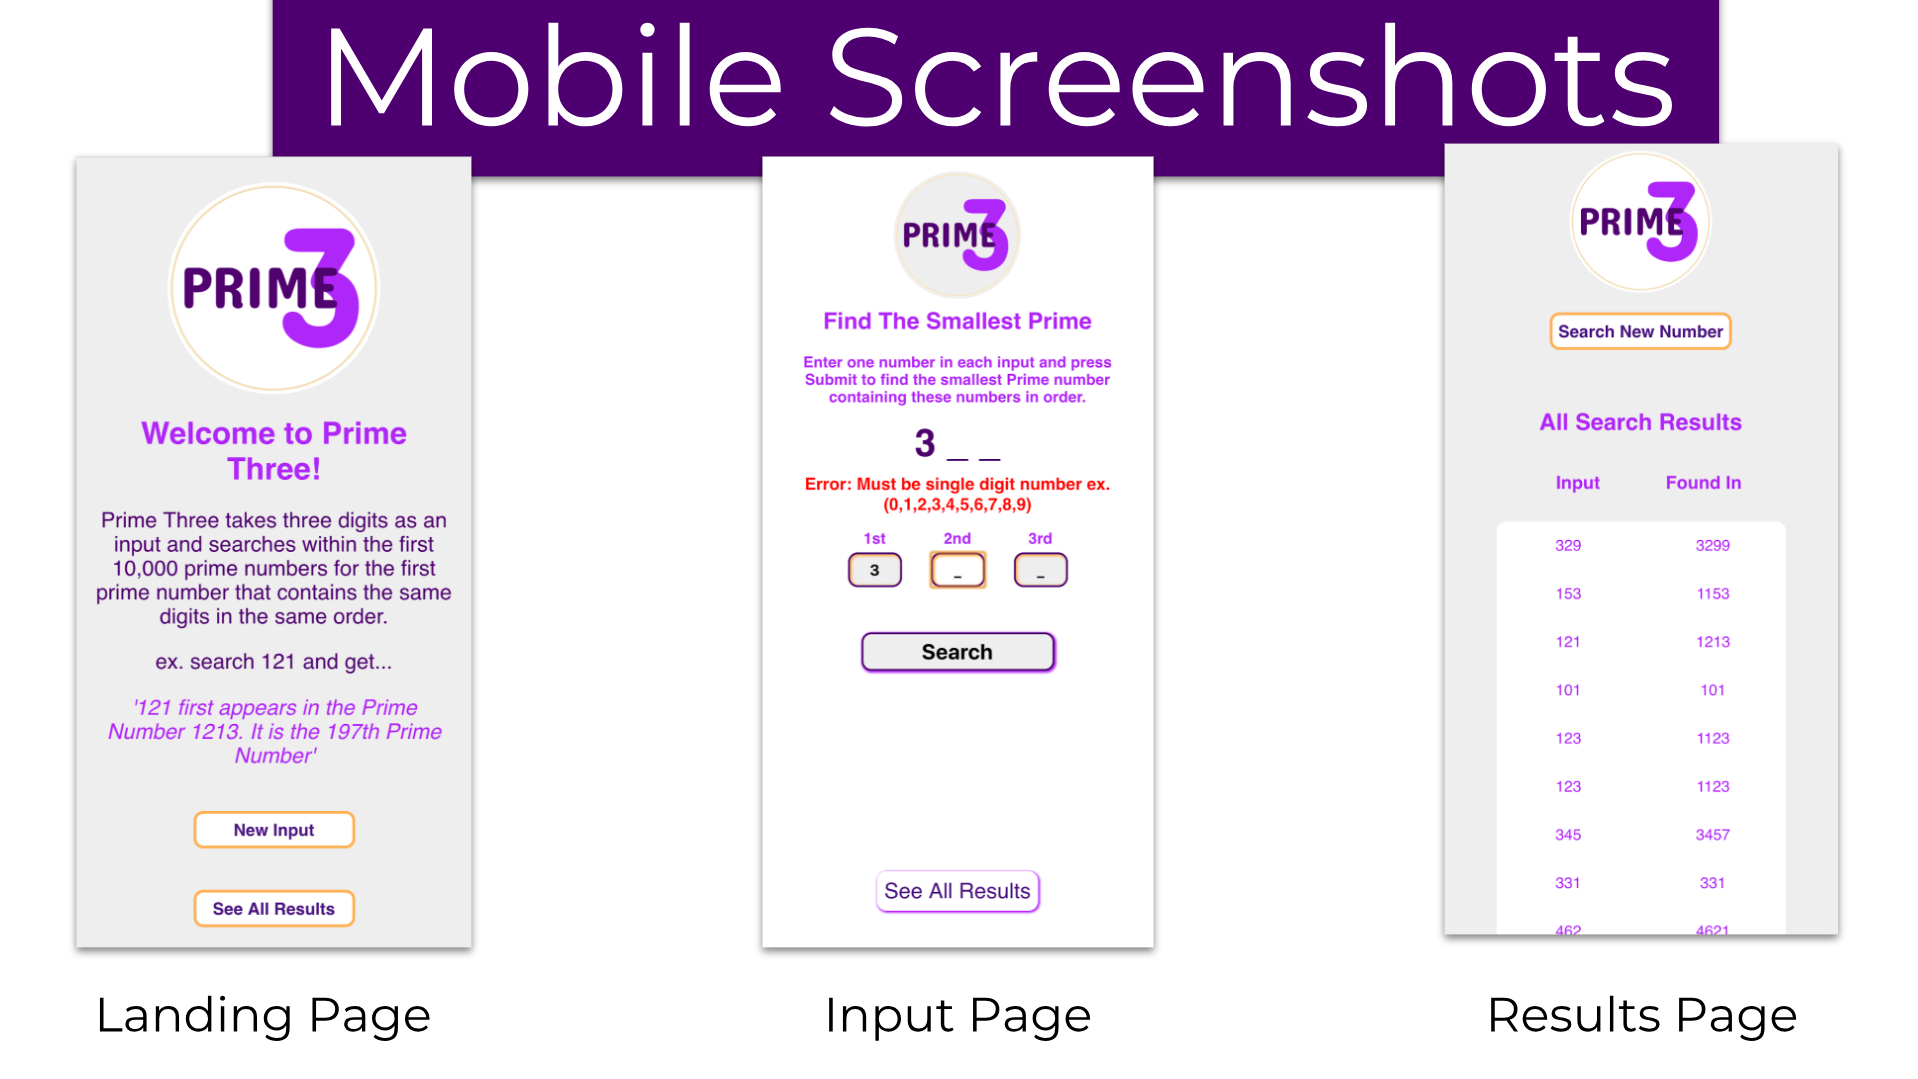 Mobile Screenshots
PRIME 3
Welcome to Prime
Three!
Prime Three takes three digits as an
input and searches within the first
10,000 prime numbers for the first
prime number that contains the same
digits in the same order.
ex. search 121 and get...
'121 first appears in the Prime
Number 1213. It is the 197th Prime
Number'
New Input
See All Results
Landing Page
PRIME 3
Find The Smallest Prime
Enter one number in each input and press
Submit to find the smallest Prime number
containing these numbers in order.
3 _ _
Error: Must be single digit number ex.
(0,1,2,3,4,5,6,7,8,9)
1st 2nd 3rd
3 _ _
Search
See All Results
Input Page
PRIME 3
Search New Number
All Search Results
Input Found In
329 3299
153 1153
121 1213
101 101
123 1123
123 1123
345 3457
331 331
462 4621
Results Page